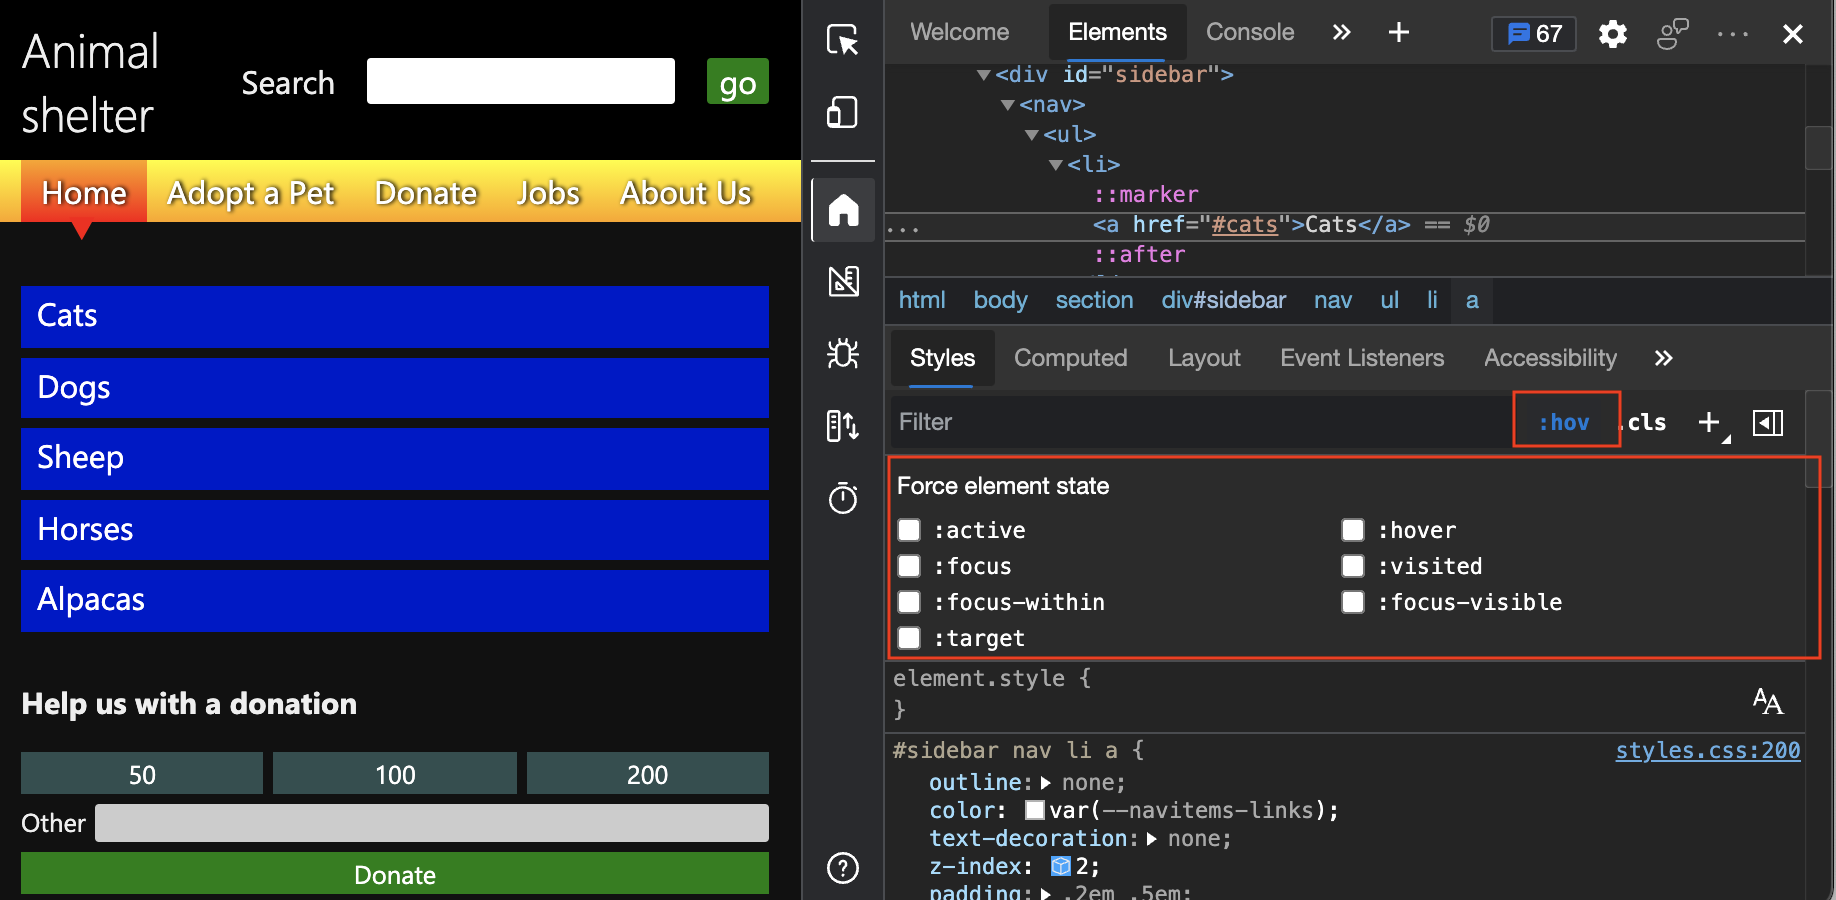 Animal
shelter
Search
go
Home Adopt a Pet Donate Jobs About Us
Cats
Dogs
Sheep
Horses
Alpacas
Help us with a donation
50 100 200
Other
Donate
Welcome Elements Console » + 67 ...
<div id="sidebar">
<nav>
<ul>
<li>
::marker
... <a href="#cats">Cats</a> == $0
::after
html body section div#sidebar nav ul li a
Styles Computed Layout Event Listeners Accessibility »
Filter :hov .cls +
Force element state
:active :hover
:focus :visited
:focus-within :focus-visible
:target
element.style {
}
AA
#sidebar nav li a { styles.css:200
outline: none;
color: var(--navitems-links);
text-decoration: none;
z-index: 2;
padding: .2em .5em;